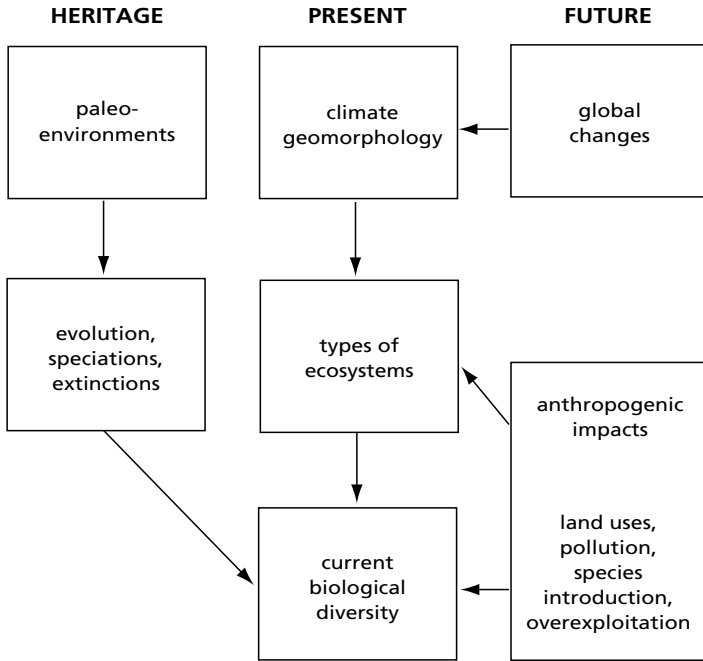 HERITAGE
PRESENT
FUTURE
paleo-
environments
climate
geomorphology
global
changes
evolution,
speciations,
extinctions
types of
ecosystems
anthropogenic
impacts
land uses,
pollution,
species
introduction,
overexploitation
current
biological
diversity